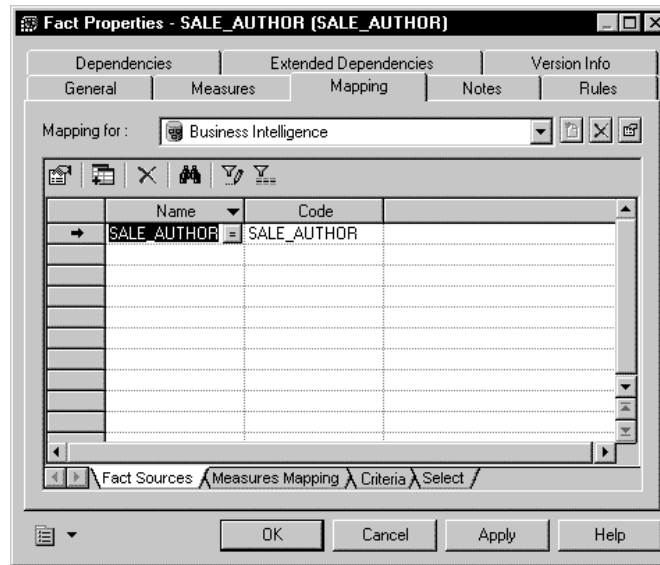 Fact Properties - SALE_AUTHOR (SALE_AUTHOR)
Dependencies Extended Dependencies Version Info
General Measures Mapping Notes Rules
Mapping for : Business Intelligence
Name Code
SALE_AUTHOR = SALE_AUTHOR
Fact Sources Measures Mapping Criteria Select
OK Cancel Apply Help